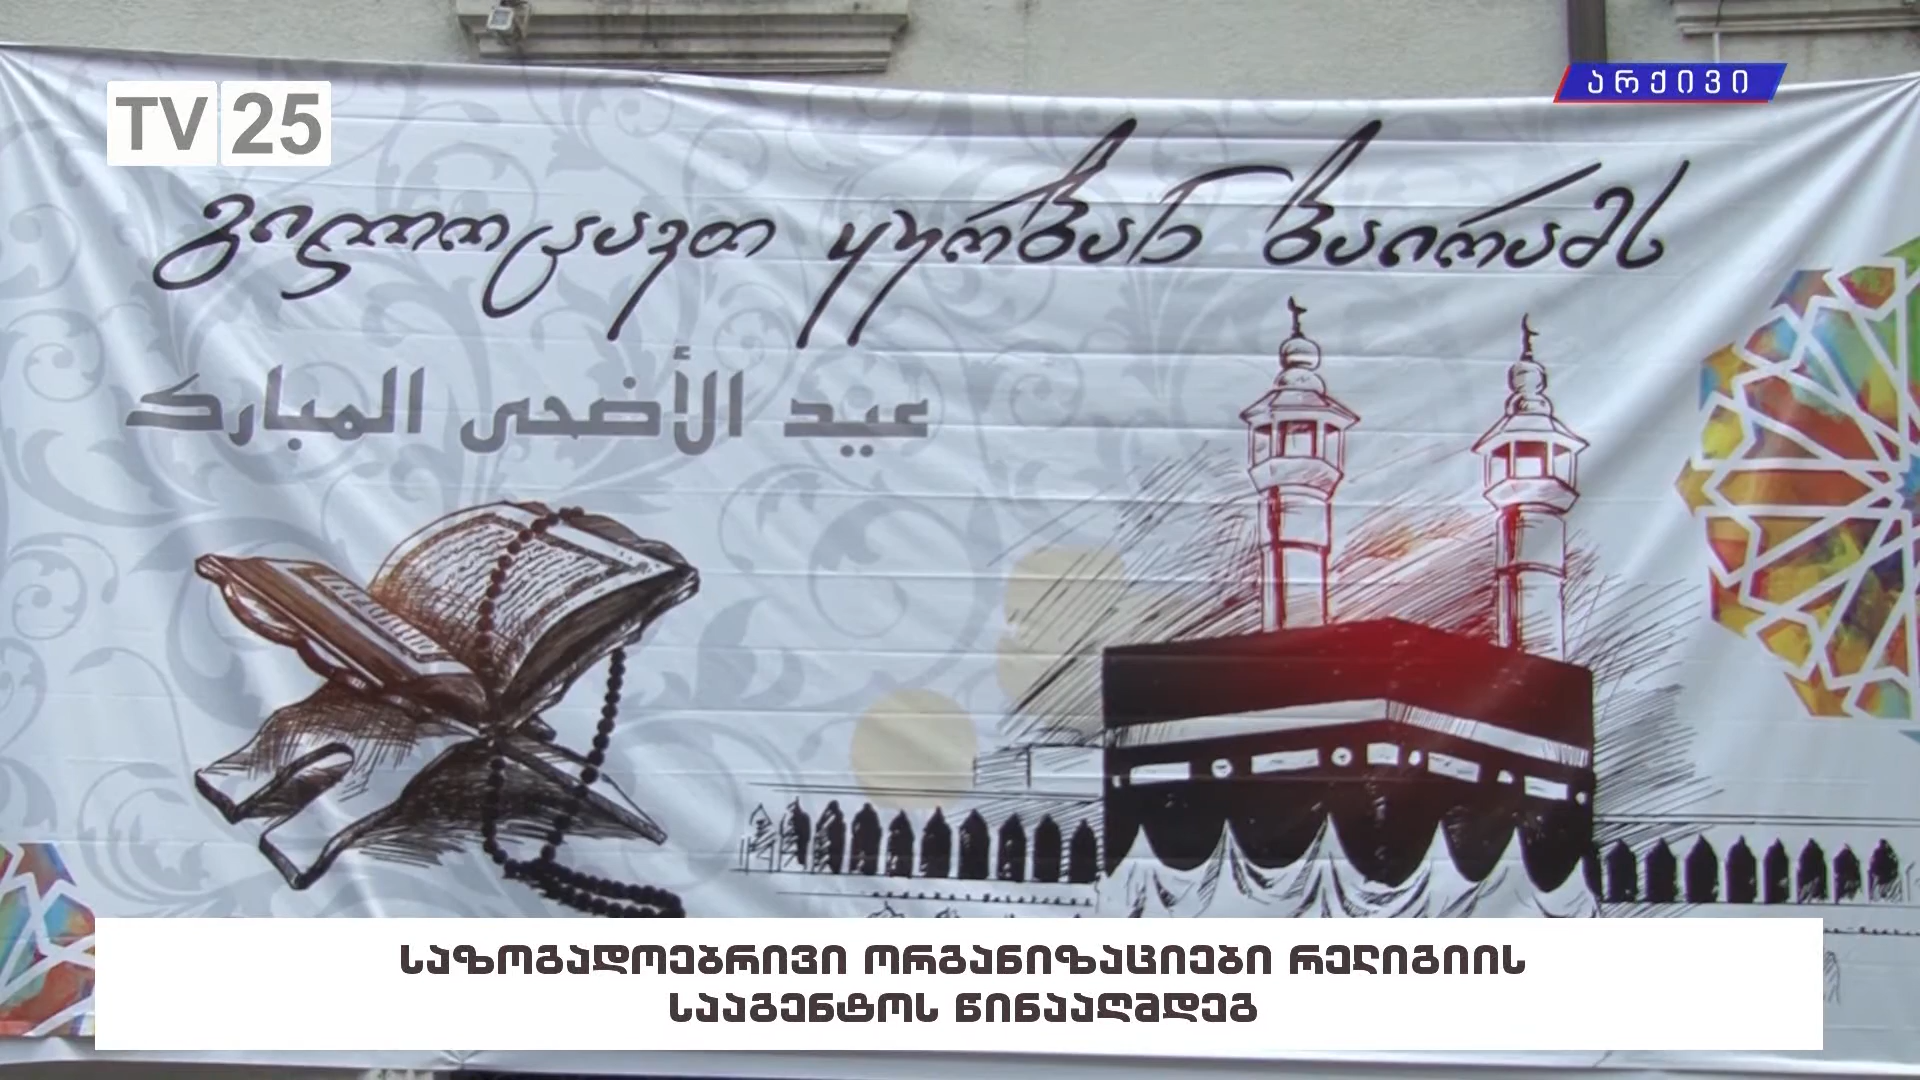 TV 25
არქივი
გილოცავთ ყურბან ბაირამს
عيد الأضحى المبارك
საზოგადოებრივი ორგანიზაციები რელიგიის
სააგენტოს წინააღმდეგ